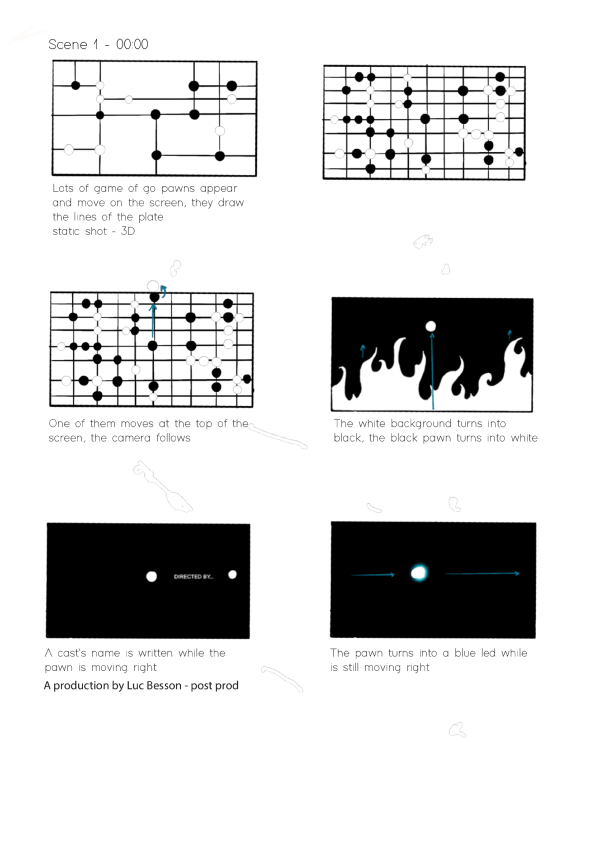 Scene 1 - 00:00
Lots of game of go pawns appear
and move on the screen, they draw
the lines of the plate
static shot - 3D
One of them moves at the top of the
screen, the camera follows
The white background turns into
black, the black pawn turns into white
DIRECTED BY...
A cast's name is written while the
pawn is moving right
A production by Luc Besson - post prod
The pawn turns into a blue led while
is still moving right